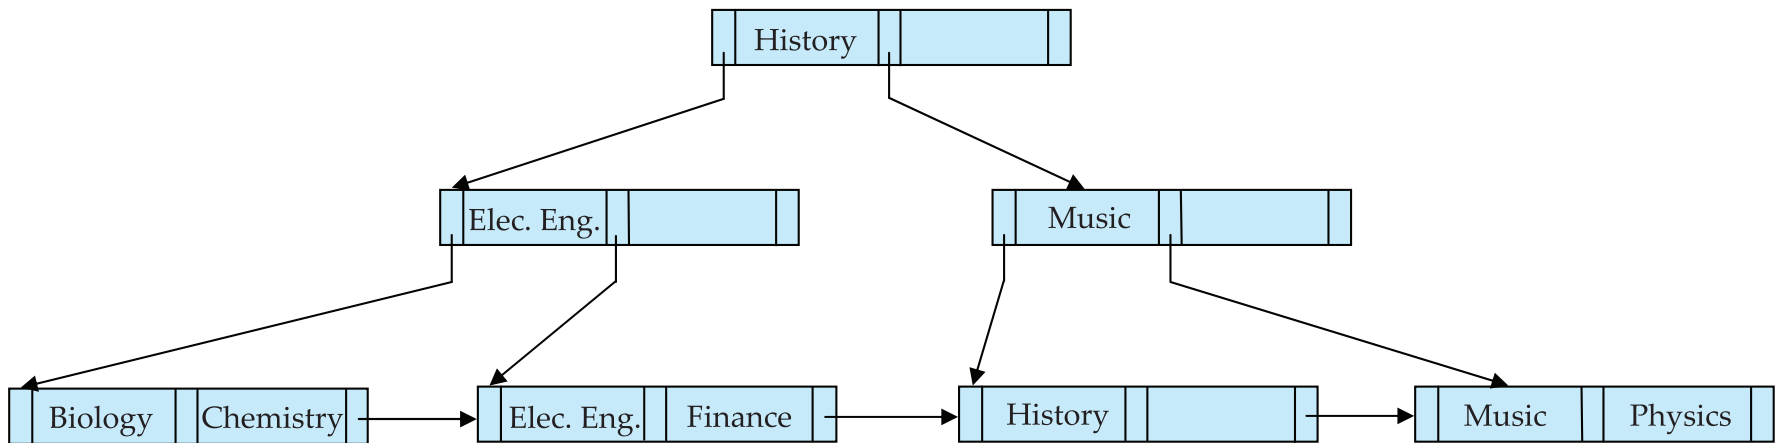 History
Elec. Eng.
Music
Biology
Chemistry
Elec. Eng.
Finance
History
Music
Physics